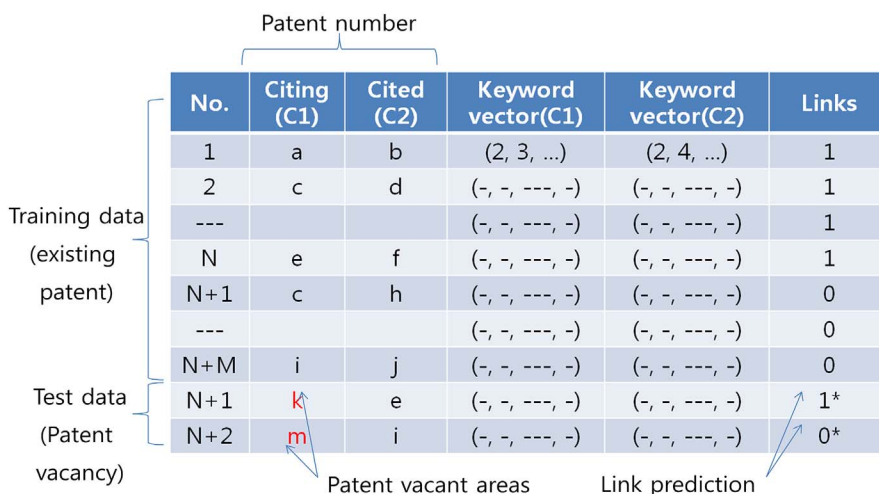 Patent number
No. Citing (C1) Cited (C2) Keyword vector(C1) Keyword vector(C2) Links
1 a b (2, 3, ...) (2, 4, ...) 1
2 c d (-, -, ---, -) (-, -, ---, -) 1
--- (-, -, ---, -) (-, -, ---, -) 1
N e f (-, -, ---, -) (-, -, ---, -) 1
N+1 c h (-, -, ---, -) (-, -, ---, -) 0
--- (-, -, ---, -) (-, -, ---, -) 0
N+M i j (-, -, ---, -) (-, -, ---, -) 0
N+1 k e (-, -, ---, -) (-, -, ---, -) 1*
N+2 m i (-, -, ---, -) (-, -, ---, -) 0*
Training data
(existing
patent)
Test data
(Patent
vacancy)
Patent vacant areas
Link prediction